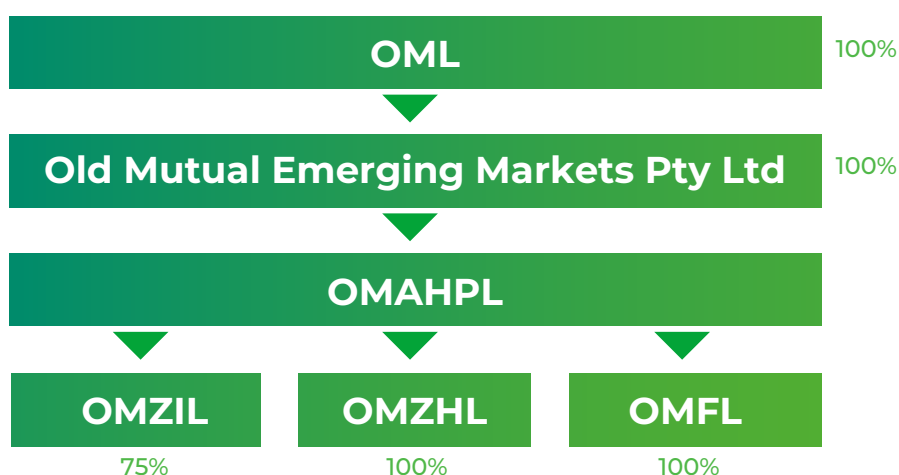 OML
100%
Old Mutual Emerging Markets Pty Ltd
100%
OMAHPL
OMZIL
OMZHL
OMFL
75%
100%
100%